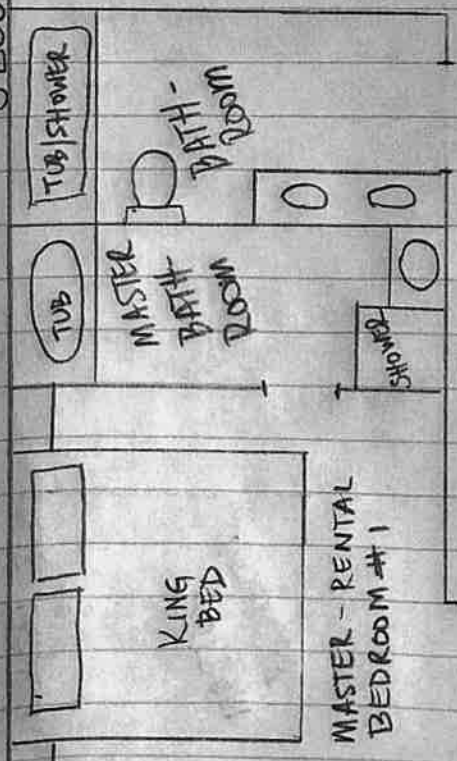 TUB/SHOWER
BATH-
ROOM
TUB
MASTER
BATH-
ROOM
SHOWER
KING
BED
MASTER - RENTAL
BEDROOM #1